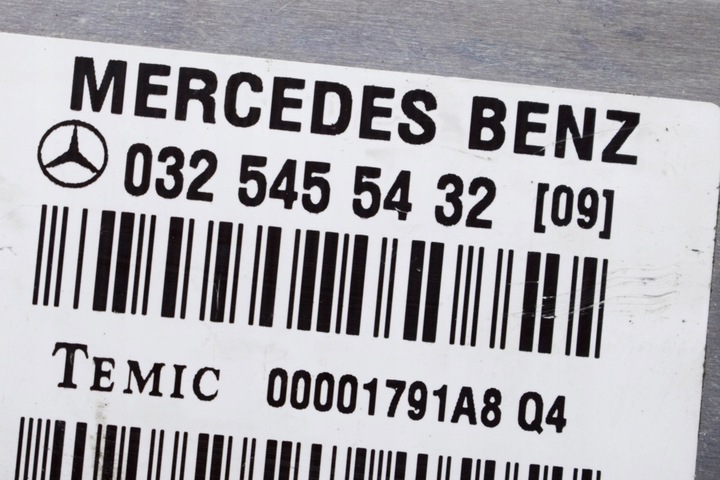 MERCEDES BENZ
032 545 54 32 [09]
TEMIC 00001791A8 Q4